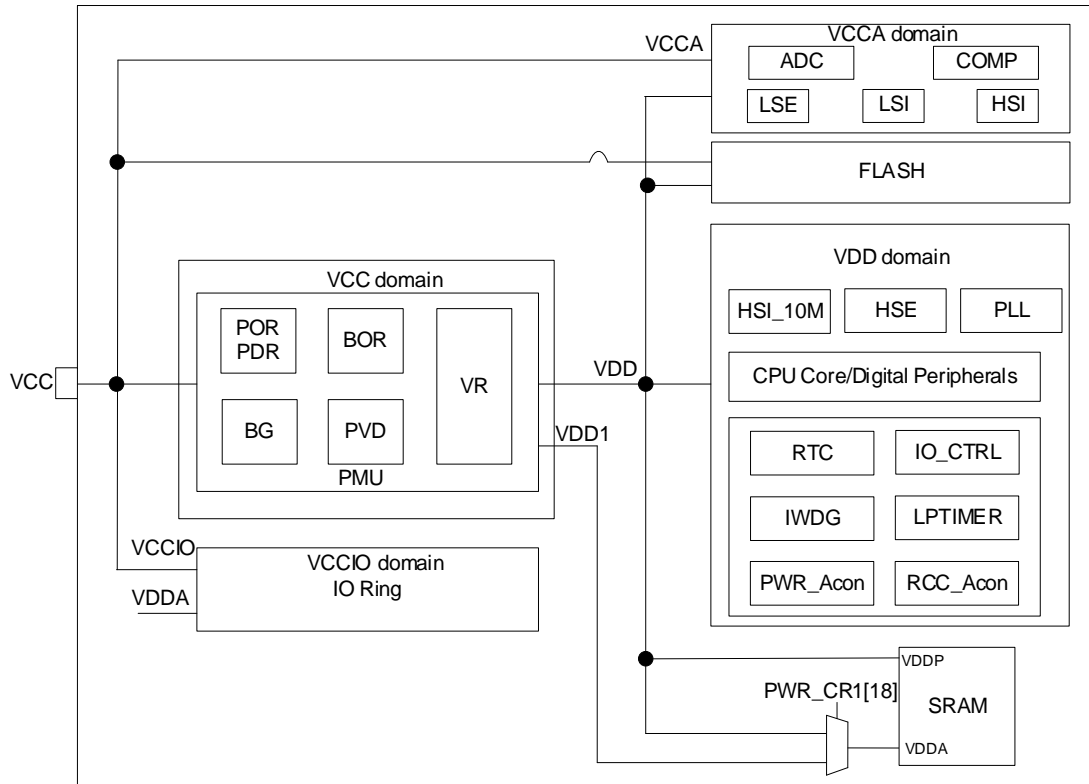 VCCA domain
VCCA
ADC
COMP
LSE
LSI
HSI
FLASH
VCC domain
VDD domain
POR
PDR
BOR
VR
HSI_10M
HSE
PLL
VCC
VDD
CPU Core/Digital Peripherals
BG
PVD
VDD1
PMU
RTC
IO_CTRL
IWDG
LPTIMER
VCCIO
VCCIO domain
IO Ring
VDDA
PWR_Acon
RCC_Acon
VDDP
PWR_CR1[18]
SRAM
VDDA